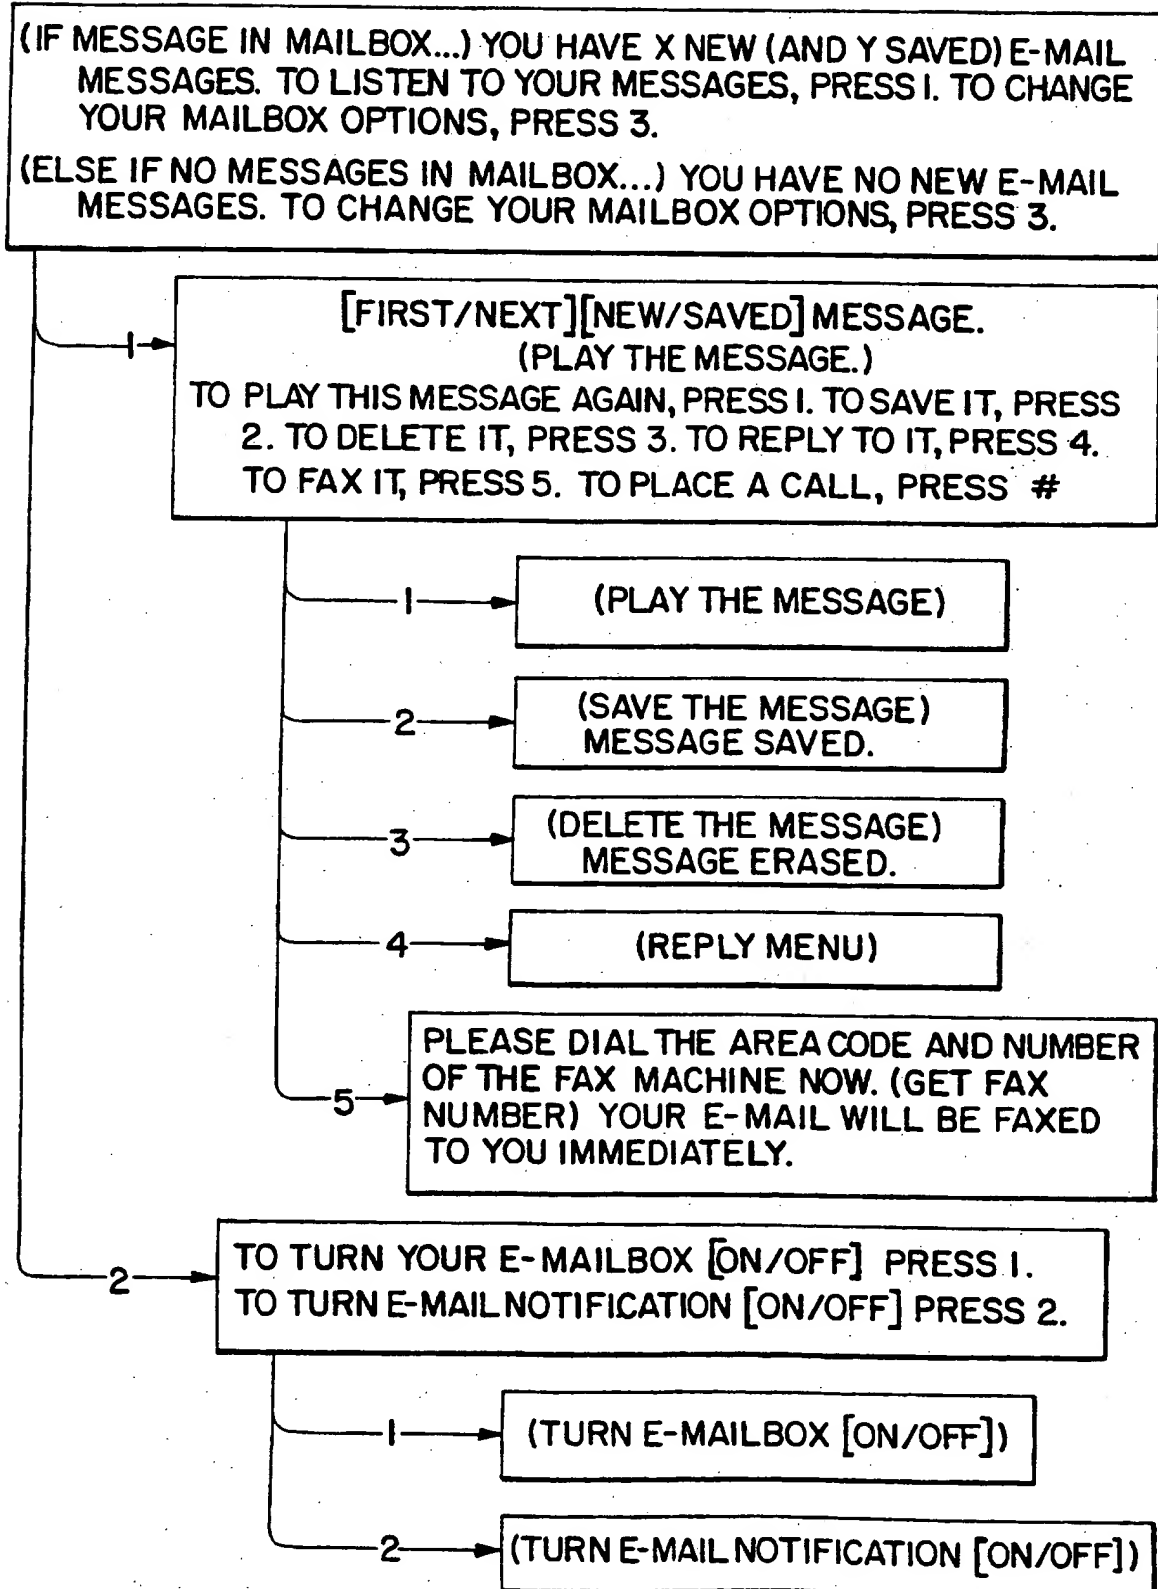 (IF MESSAGE IN MAILBOX...) YOU HAVE X NEW (AND Y SAVED) E-MAIL
MESSAGES. TO LISTEN TO YOUR MESSAGES, PRESS 1. TO CHANGE
YOUR MAILBOX OPTIONS, PRESS 3.
(ELSE IF NO MESSAGES IN MAILBOX...) YOU HAVE NO NEW E-MAIL
MESSAGES. TO CHANGE YOUR MAILBOX OPTIONS, PRESS 3.
1
[FIRST/NEXT][NEW/SAVED] MESSAGE.
(PLAY THE MESSAGE.)
TO PLAY THIS MESSAGE AGAIN, PRESS 1. TO SAVE IT, PRESS
2. TO DELETE IT, PRESS 3. TO REPLY TO IT, PRESS 4.
TO FAX IT, PRESS 5. TO PLACE A CALL, PRESS #
1
(PLAY THE MESSAGE)
2
(SAVE THE MESSAGE)
MESSAGE SAVED.
3
(DELETE THE MESSAGE)
MESSAGE ERASED.
4
(REPLY MENU)
5
PLEASE DIAL THE AREA CODE AND NUMBER
OF THE FAX MACHINE NOW. (GET FAX
NUMBER) YOUR E-MAIL WILL BE FAXED
TO YOU IMMEDIATELY.
2
TO TURN YOUR E-MAILBOX [ON/OFF] PRESS 1.
TO TURN E-MAIL NOTIFICATION [ON/OFF] PRESS 2.
1
(TURN E-MAILBOX [ON/OFF])
2
(TURN E-MAIL NOTIFICATION [ON/OFF])